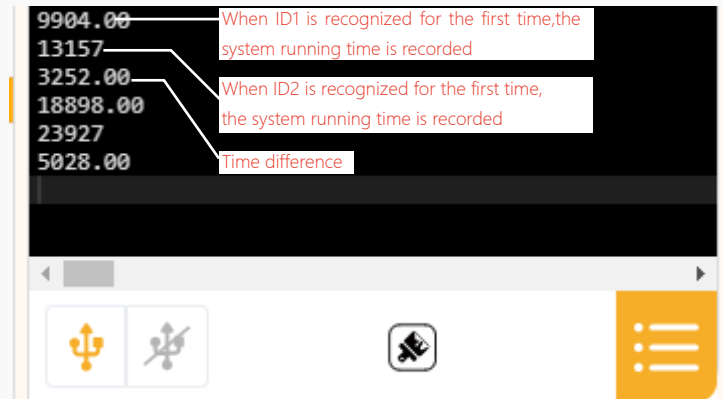 9904.00
When ID1 is recognized for the first time,the
system running time is recorded
13157
3252.00
When ID2 is recognized for the first time,
the system running time is recorded
18898.00
23927
5028.00
Time difference